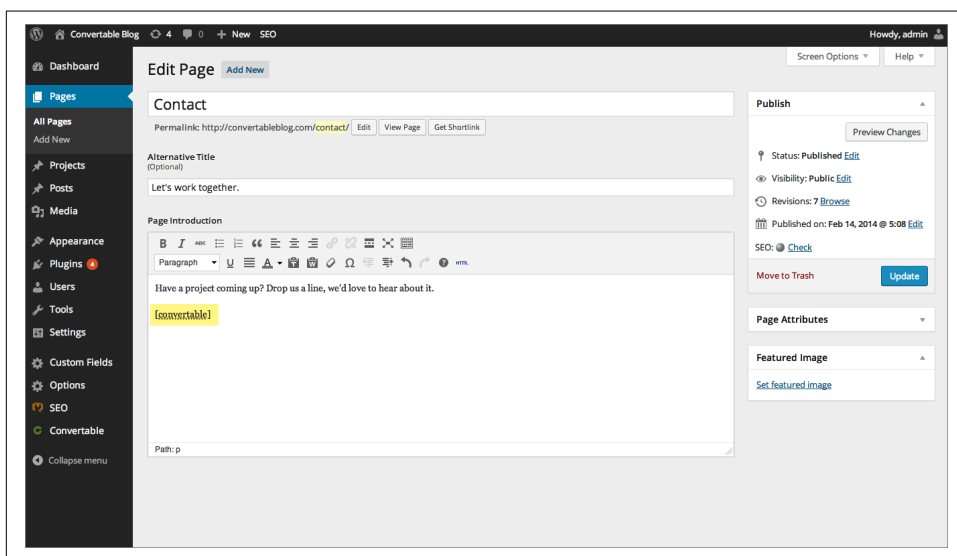 Convertable Blog 4 0 + New SEO Howdy, admin
Screen Options Help
Dashboard
Pages
All Pages
Add New
Projects
Posts
Media
Appearance
Plugins 4
Users
Tools
Settings
Custom Fields
Options
SEO
Convertable
Collapse menu
Edit Page Add New
Contact
Permalink: http://convertableblog.com/contact/ Edit View Page Get Shortlink
Alternative Title
(Optional)
Let's work together.
Page Introduction
B I ABC
Paragraph U A T W Ω ? HTML
Have a project coming up? Drop us a line, we'd love to hear about it.
[convertable]
Path: p
Publish
Preview Changes
Status: Published Edit
Visibility: Public Edit
Revisions: 7 Browse
Published on: Feb 14, 2014 @ 5:08 Edit
SEO: Check
Move to Trash Update
Page Attributes
Featured Image
Set featured image